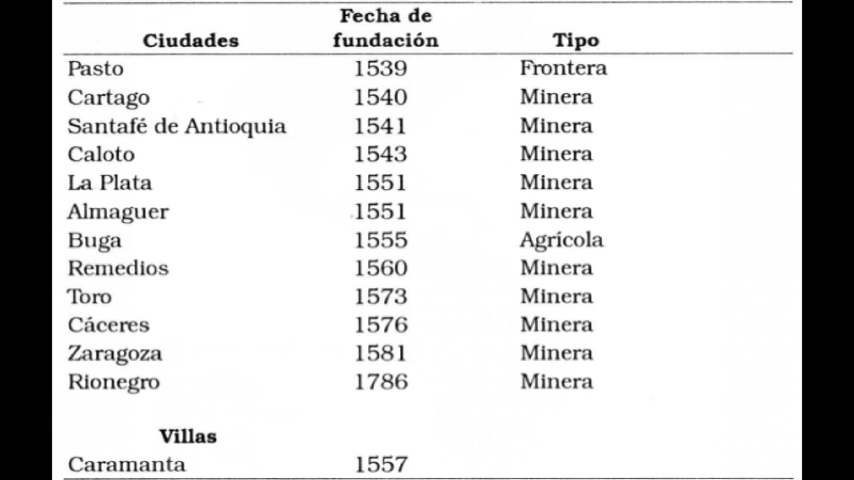 Ciudades Fecha de fundación Tipo
Pasto 1539 Frontera
Cartago 1540 Minera
Santafé de Antioquia 1541 Minera
Caloto 1543 Minera
La Plata 1551 Minera
Almaguer 1551 Minera
Buga 1555 Agrícola
Remedios 1560 Minera
Toro 1573 Minera
Cáceres 1576 Minera
Zaragoza 1581 Minera
Rionegro 1786 Minera
Villas
Caramanta 1557